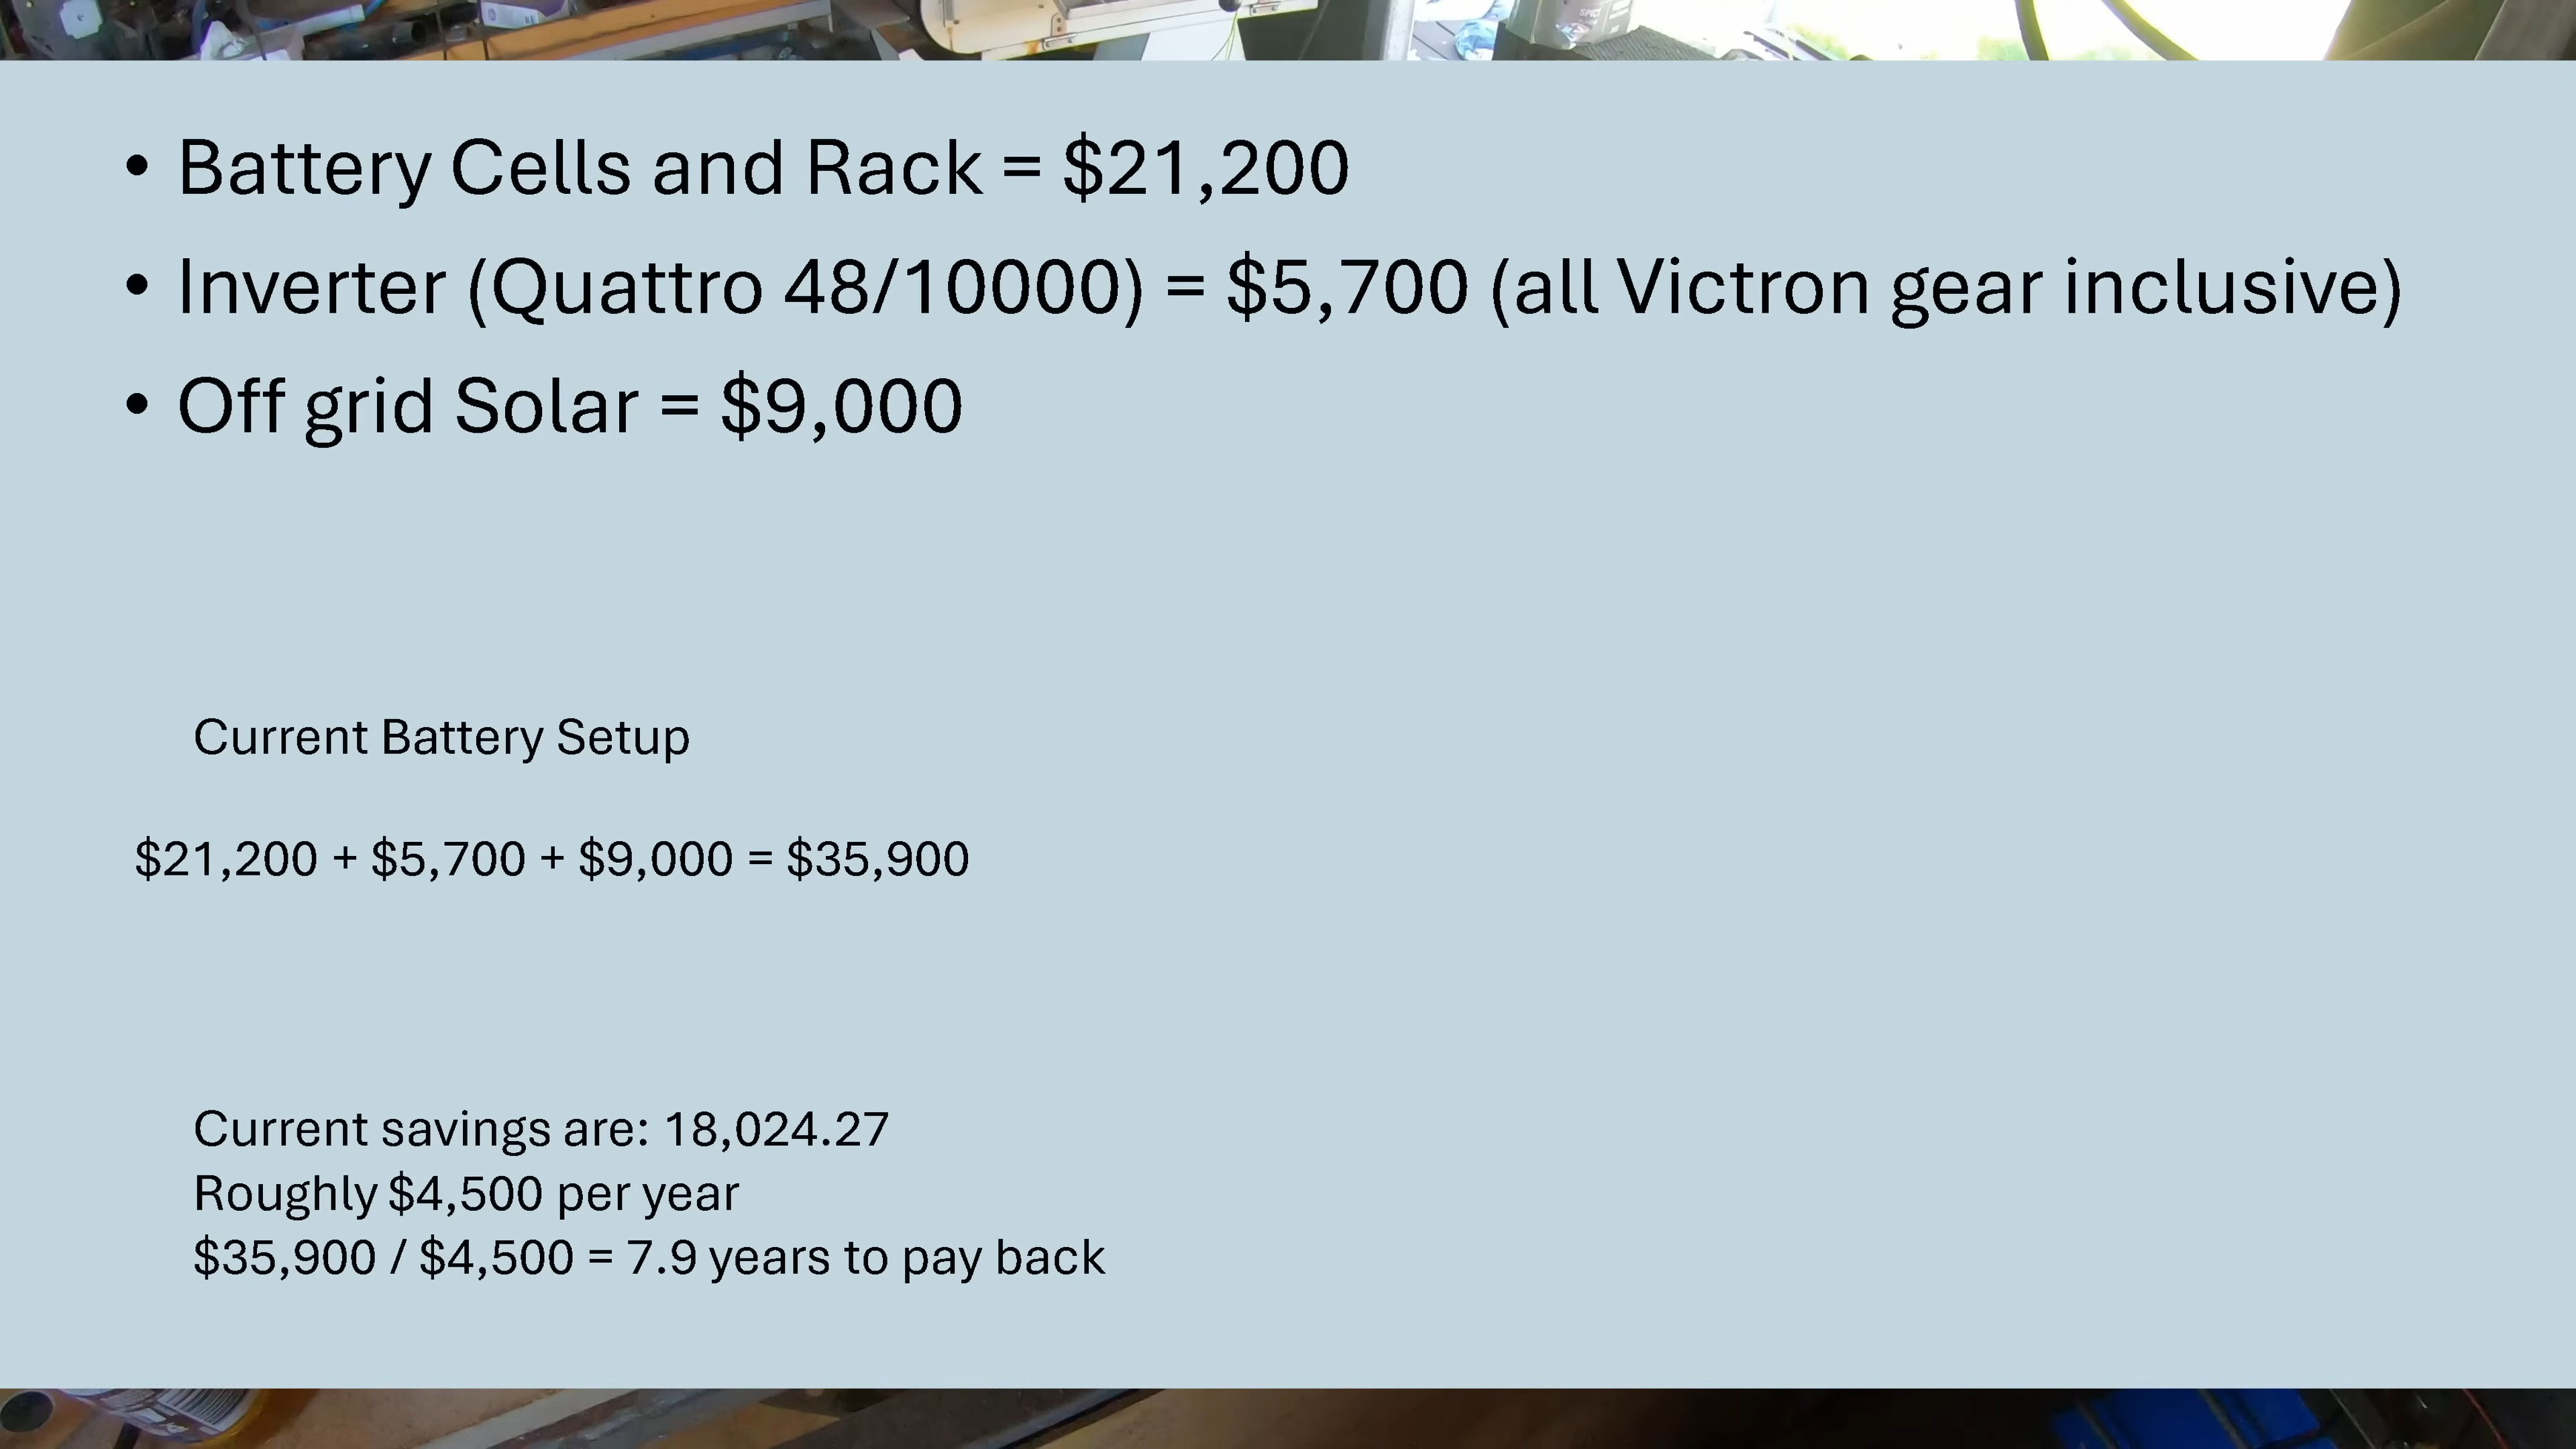 • Battery Cells and Rack = $21,200
• Inverter (Quattro 48/10000) = $5,700 (all Victron gear inclusive)
• Off grid Solar = $9,000
Current Battery Setup
$21,200 + $5,700 + $9,000 = $35,900
Current savings are: 18,024.27
Roughly $4,500 per year
$35,900 / $4,500 = 7.9 years to pay back